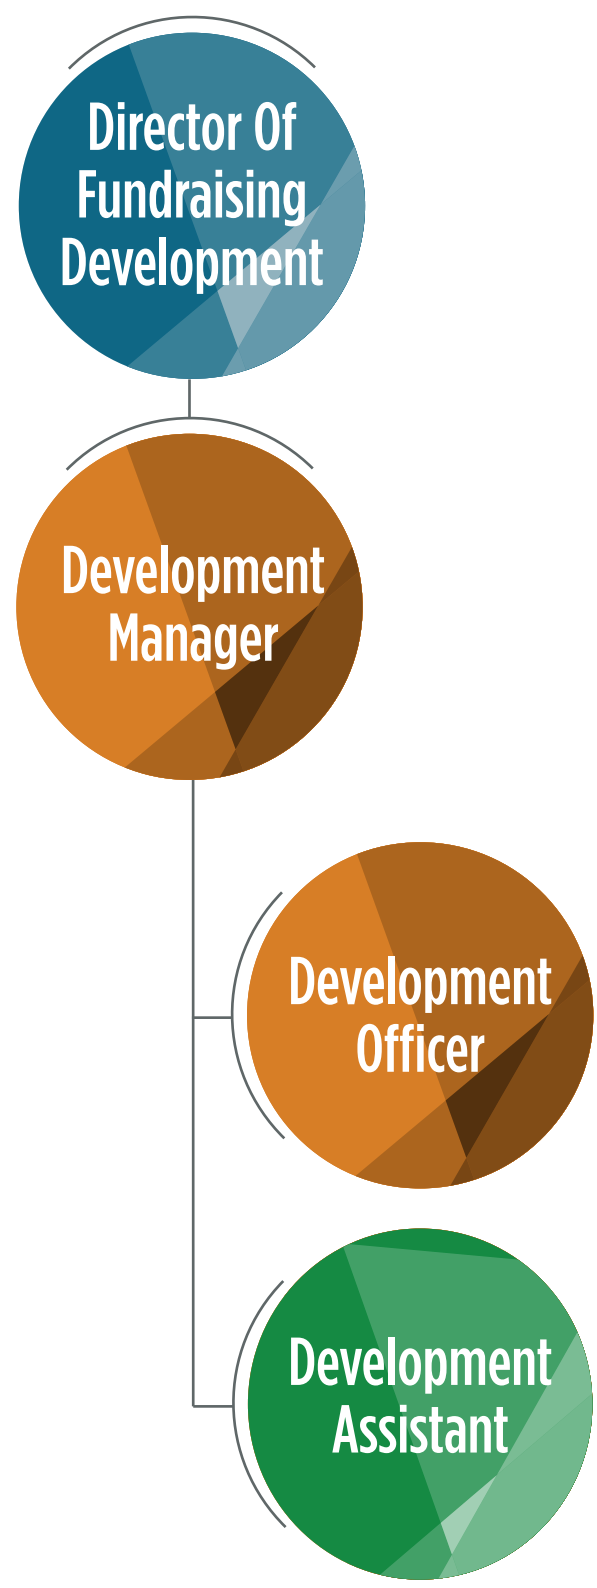 Director Of
Fundraising
Development
Development
Manager
Development
Officer
Development
Assistant